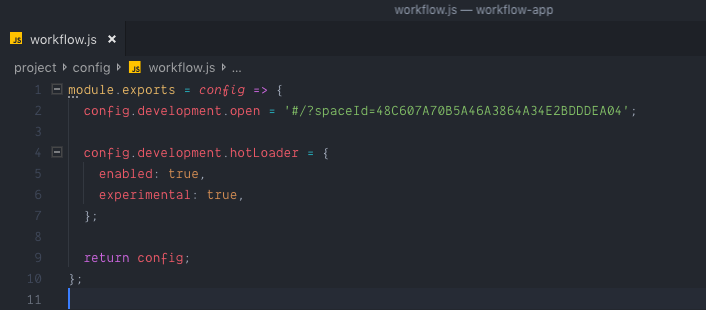 workflow.js — workflow-app
JS workflow.js ×
project config JS workflow.js ...
1 module.exports = config => {
2 config.development.open = '#/?spaceId=48C607A70B5A46A3864A34E2BDDDEA04';
3
4 config.development.hotLoader = {
5 enabled: true,
6 experimental: true,
7 };
8
9 return config;
10 };
11